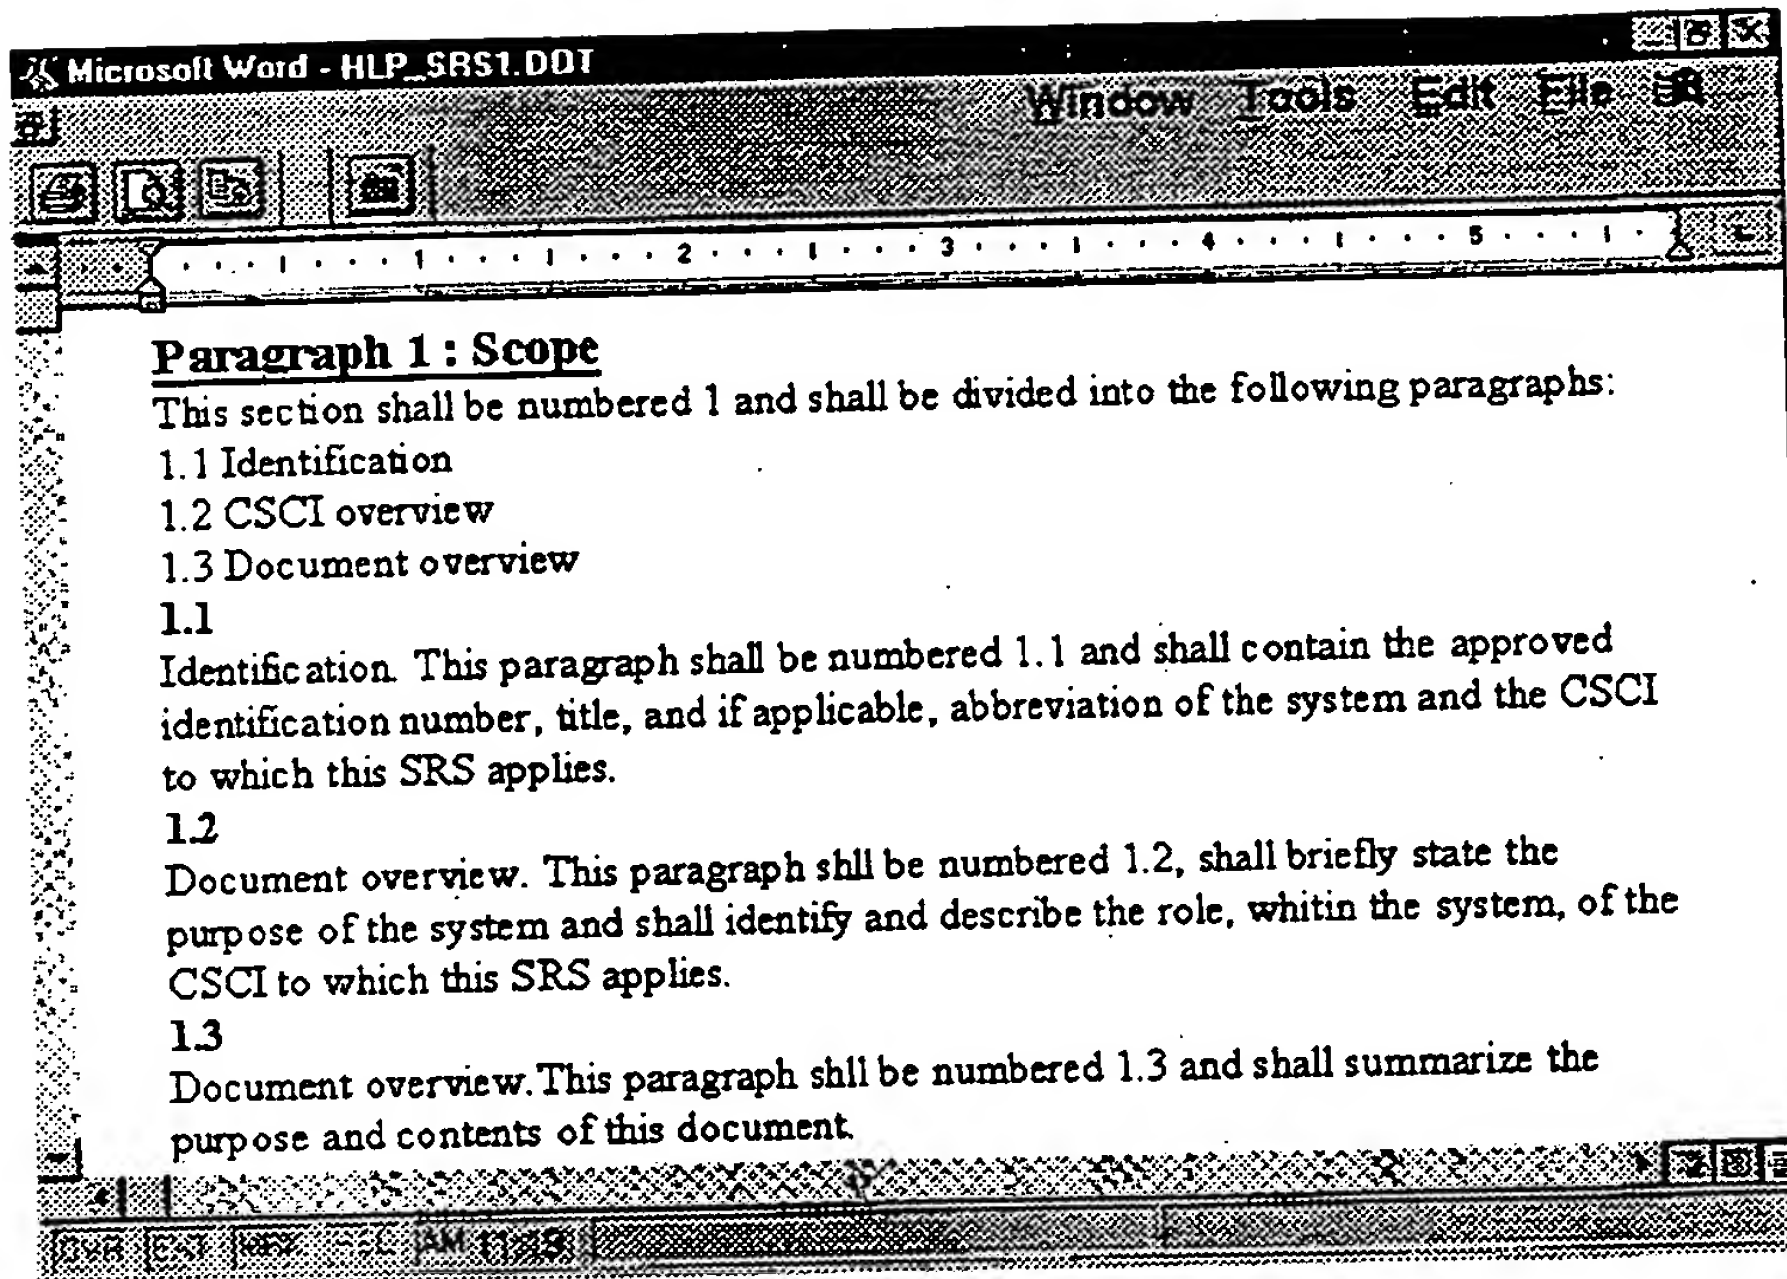 Microsoft Word - HLP_SRS1.DOT
Window Tools Edit File
1 2 3 4 5
Paragraph 1 : Scope
This section shall be numbered 1 and shall be divided into the following paragraphs:
1.1 Identification
1.2 CSCI overview
1.3 Document overview
1.1
Identification. This paragraph shall be numbered 1.1 and shall contain the approved
identification number, title, and if applicable, abbreviation of the system and the CSCI
to which this SRS applies.
1.2
Document overview. This paragraph shll be numbered 1.2, shall briefly state the
purpose of the system and shall identify and describe the role, whitin the system, of the
CSCI to which this SRS applies.
1.3
Document overview.This paragraph shll be numbered 1.3 and shall summarize the
purpose and contents of this document.
AM